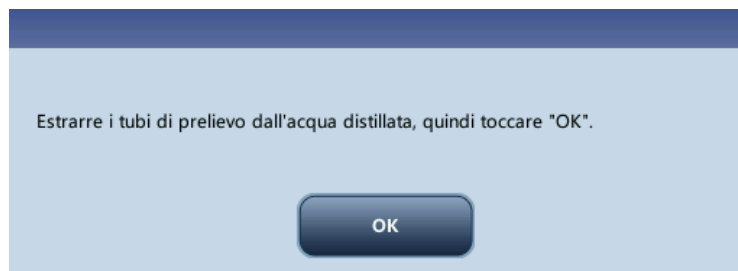 Estrarre i tubi di prelievo dall'acqua distillata, quindi toccare "OK".
OK